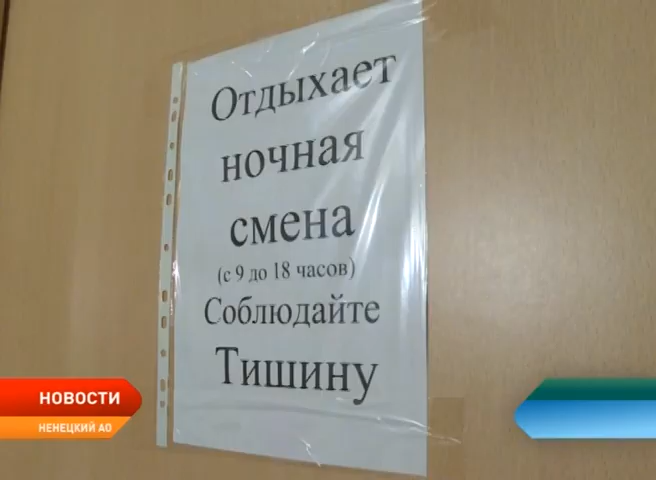 Отдыхает
ночная
смена
(с 9 до 18 часов)
Соблюдайте
Тишину
НОВОСТИ
НЕНЕЦКИЙ АО